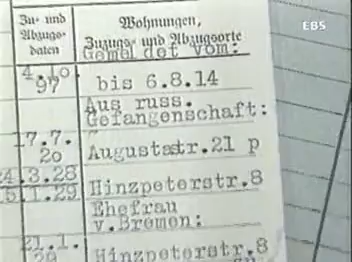 EBS
Zu- und Abzugs- daten
Wohnungen, Zuzugs- und Abzugsorte
Gemeldet vom:
4.10.
97 bis 6.8.14
Aus russ.
Gefangenschaft:
17.7.
20 Augustastr.21 p
24.3.28 Hinzpeterstr.8
15.1.29 Ehefrau
v.Bremen:
21.1.
29 Hinzpeterstr.8